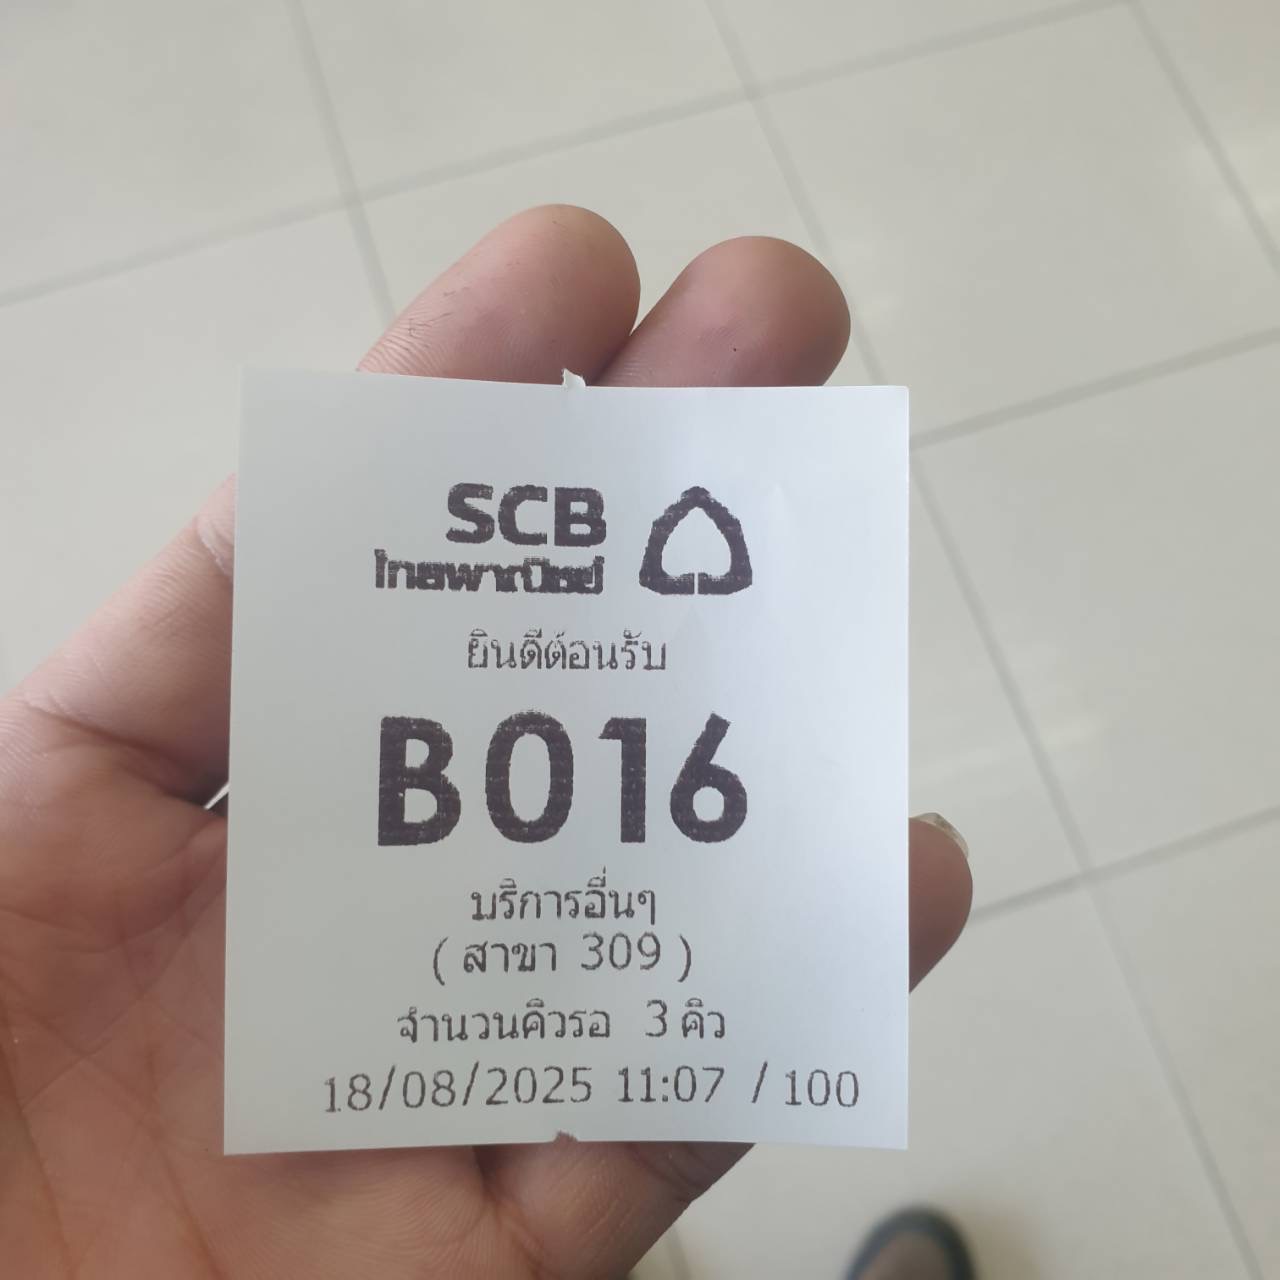 SCB
ไทยพาณิชย์
ยินดีต้อนรับ
B016
บริการอื่นๆ
( สาขา 309 )
จำนวนคิวรอ 3 คิว
18/08/2025 11:07 / 100